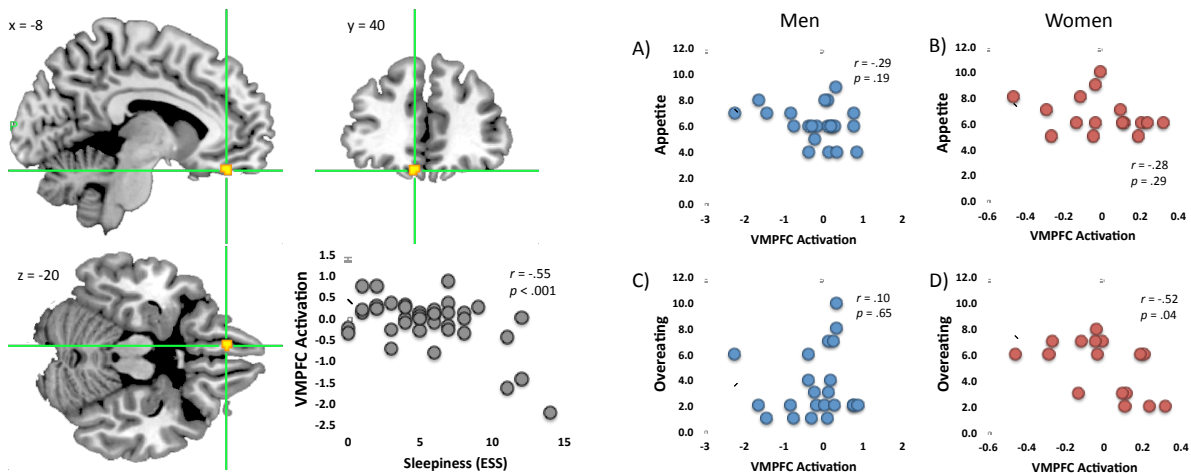 x = -8
y = 40
z = -20
r = -.55
p < .001
VMPFC Activation
1.5
1.0
0.5
0.0
-0.5
-1.0
-1.5
-2.0
-2.5
0
5
10
15
Sleepiness (ESS)
Men
Women
A)
r = -.29
p = .19
Appetite
12.0
10.0
8.0
6.0
4.0
2.0
0.0
-3
-2
-1
0
1
2
VMPFC Activation
B)
r = -.28
p = .29
Appetite
12.0
10.0
8.0
6.0
4.0
2.0
0.0
-0.6
-0.4
-0.2
0
0.2
0.4
VMPFC Activation
C)
r = .10
p = .65
Overeating
12.0
10.0
8.0
6.0
4.0
2.0
0.0
-3
-2
-1
0
1
2
VMPFC Activation
D)
r = -.52
p = .04
Overeating
12.0
10.0
8.0
6.0
4.0
2.0
0.0
-0.6
-0.4
-0.2
0
0.2
0.4
VMPFC Activation